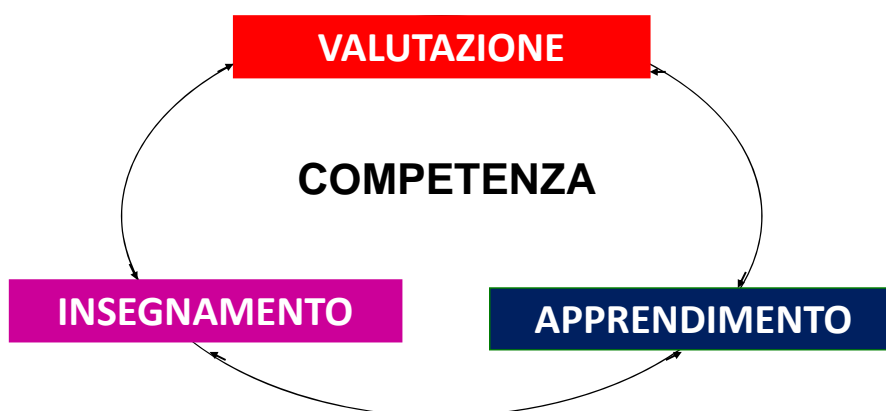 VALUTAZIONE
COMPETENZA
INSEGNAMENTO
APPRENDIMENTO